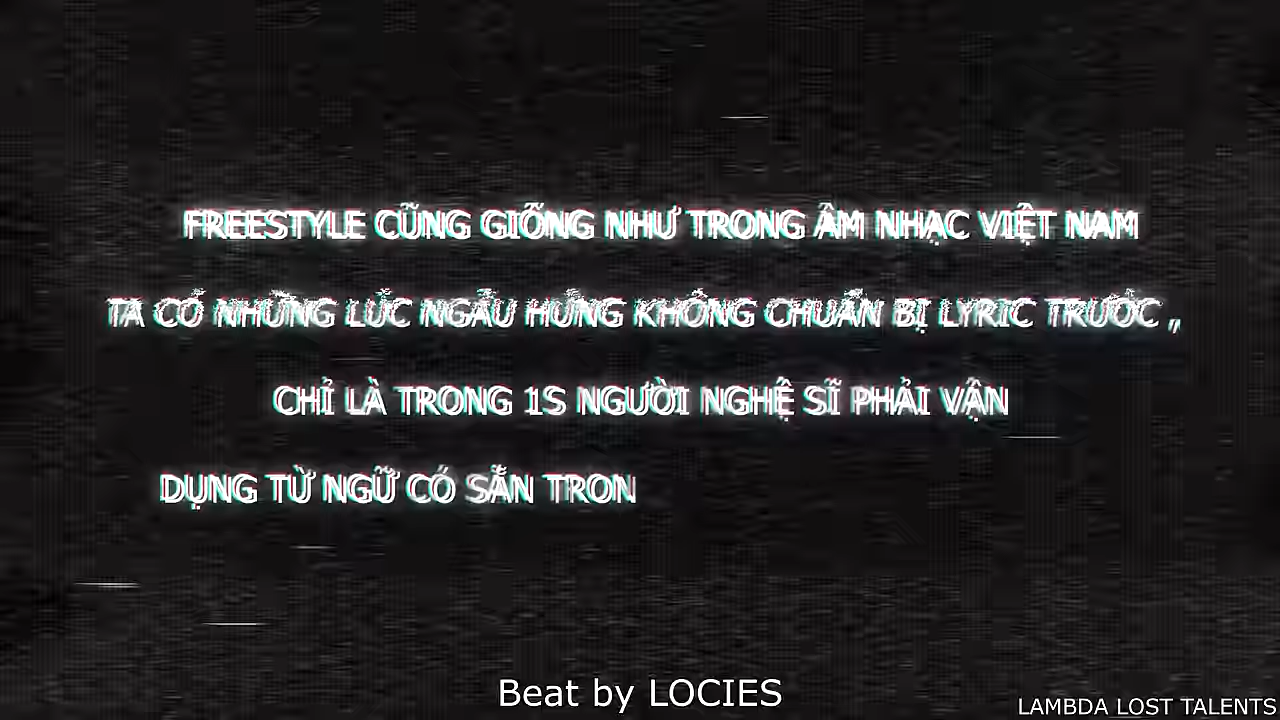 FREESTYLE CŨNG GIỐNG NHƯ TRONG ÂM NHẠC VIỆT NAM
TA CÓ NHỮNG LÚC NGẪU HỨNG KHÔNG CHUẨN BỊ LYRIC TRƯỚC ,
CHỈ LÀ TRONG 1S NGƯỜI NGHỆ SĨ PHẢI VẬN
DỤNG TỪ NGỮ CÓ SẴN TRON
Beat by LOCIES
LAMBDA LOST TALENTS